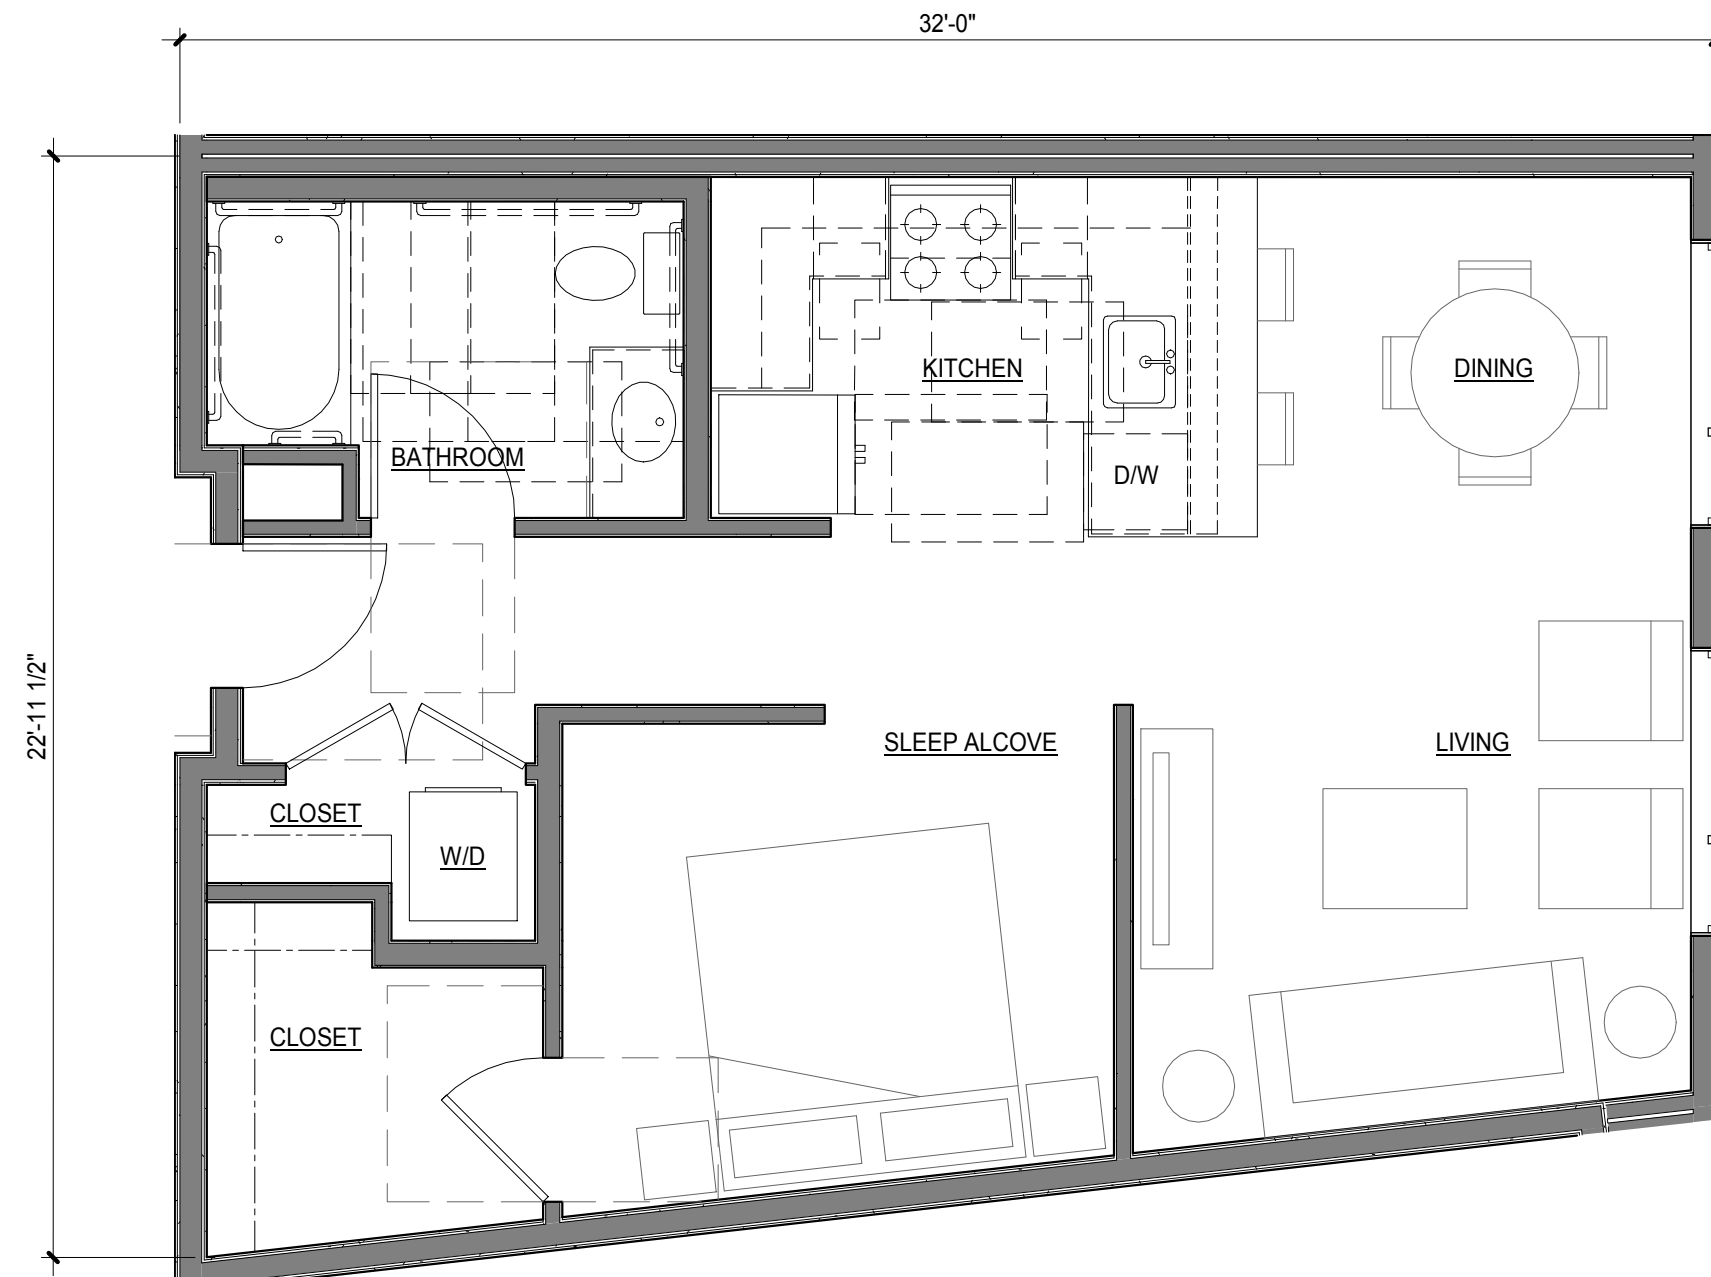 32'-0"
KITCHEN
DINING
BATHROOM
D/W
22'-11 1/2"
SLEEP ALCOVE
LIVING
CLOSET
W/D
CLOSET